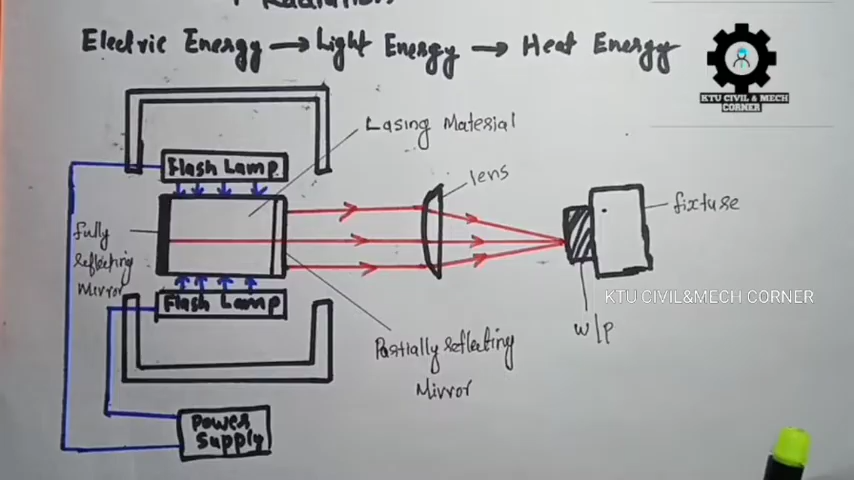 Radiation
Electric Energy → Light Energy → Heat Energy
KTU CIVIL & MECH
CORNER
Lasing Material
Flash Lamp
lens
fully
reflecting
Mirror
fixture
KTU CIVIL&MECH CORNER
Flash Lamp
w/p
Partially reflecting
Mirror
Power
Supply